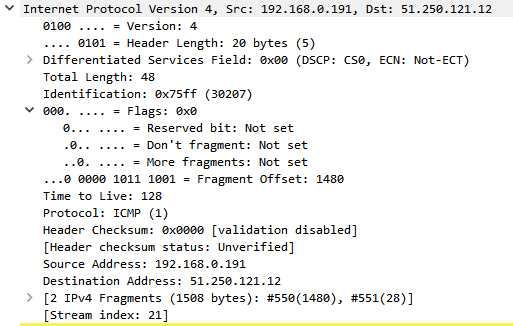 Internet Protocol Version 4, Src: 192.168.0.191, Dst: 51.250.121.12
0100 .... = Version: 4
.... 0101 = Header Length: 20 bytes (5)
Differentiated Services Field: 0x00 (DSCP: CS0, ECN: Not-ECT)
Total Length: 48
Identification: 0x75ff (30207)
000. .... = Flags: 0x0
0... .... = Reserved bit: Not set
.0.. .... = Don't fragment: Not set
..0. .... = More fragments: Not set
...0 0000 1011 1001 = Fragment Offset: 1480
Time to Live: 128
Protocol: ICMP (1)
Header Checksum: 0x0000 [validation disabled]
[Header checksum status: Unverified]
Source Address: 192.168.0.191
Destination Address: 51.250.121.12
[2 IPv4 Fragments (1508 bytes): #550(1480), #551(28)]
[Stream index: 21]